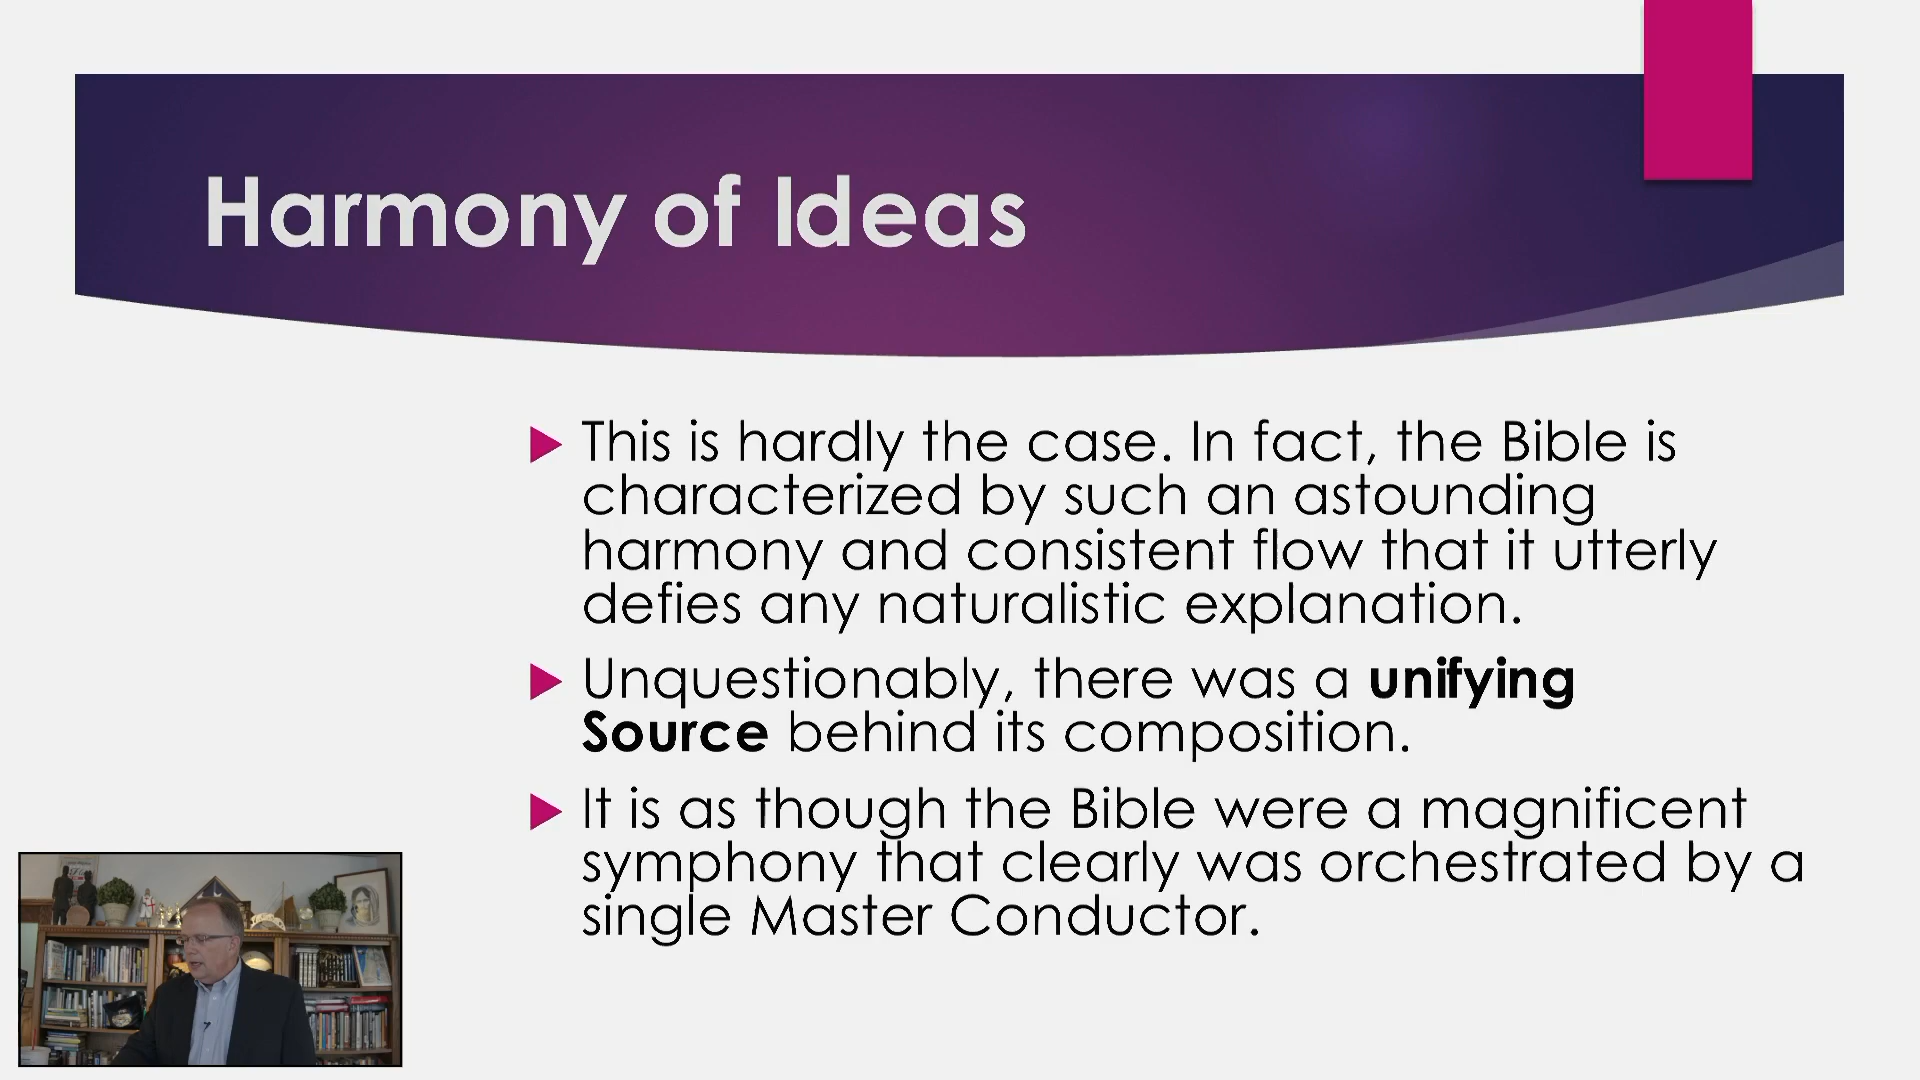 Harmony of Ideas
This is hardly the case. In fact, the Bible is
characterized by such an astounding
harmony and consistent flow that it utterly
defies any naturalistic explanation.
Unquestionably, there was a unifying
Source behind its composition.
It is as though the Bible were a magnificent
symphony that clearly was orchestrated by a
single Master Conductor.